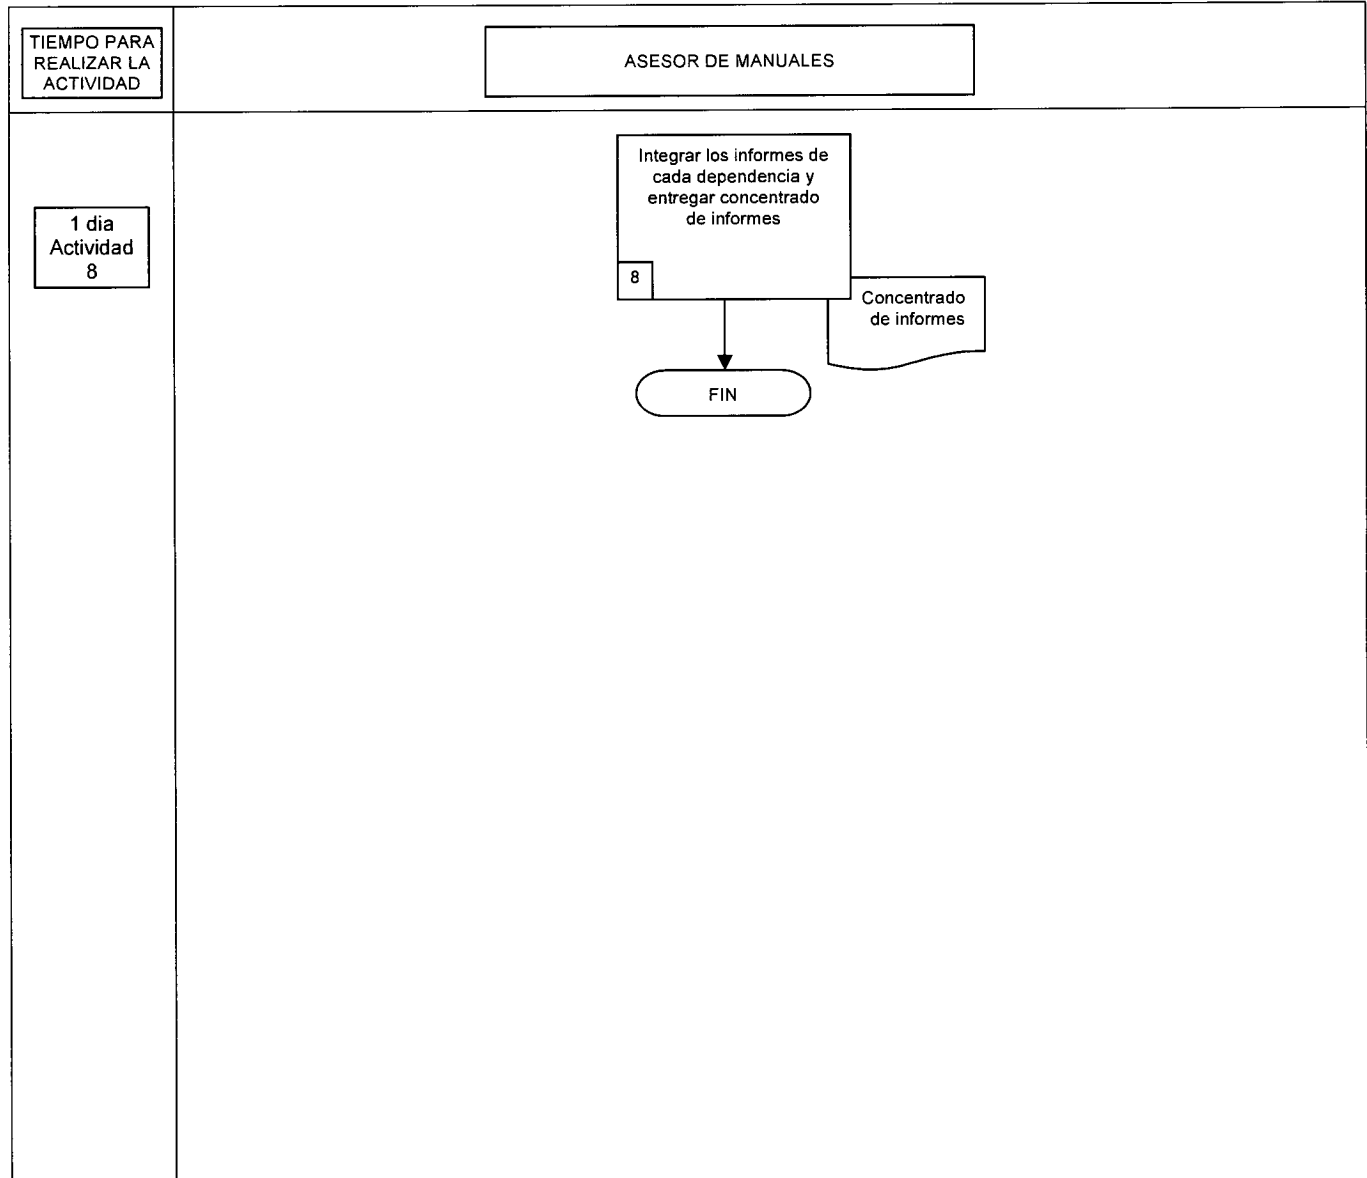 TIEMPO PARA
REALIZAR LA
ACTIVIDAD
ASESOR DE MANUALES
1 dia
Actividad
8
Integrar los informes de
cada dependencia y
entregar concentrado
de informes
8
Concentrado
de informes
FIN